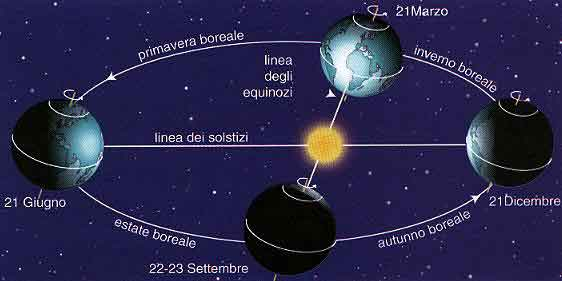 21Marzo
primavera boreale
linea
degli
equinozi
inverno boreale
linea dei solstizi
21 Giugno
21Dicembre
estate boreale
autunno boreale
22-23 Settembre